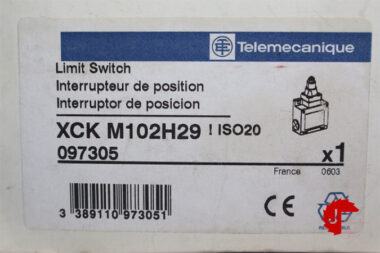 Telemecanique
Limit Switch
Interrupteur de position
Interruptor de posicion
XCK M102H29 ! ISO20
097305
x1
France 0603
3 389110 973051
CE